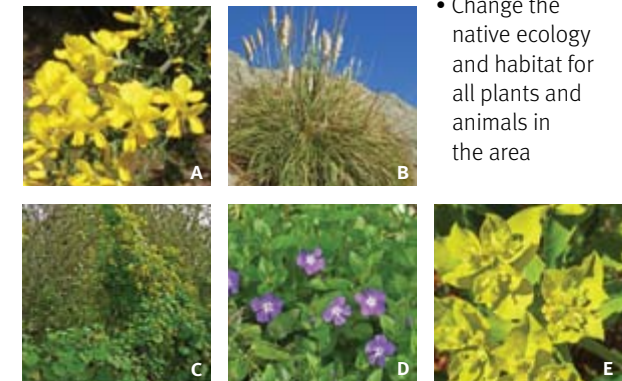 • Change the
native ecology
and habitat for
all plants and
animals in
the area
A
B
C
D
E